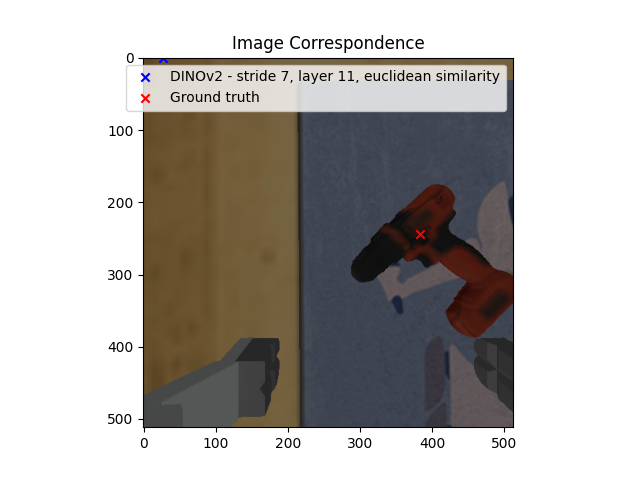 Image Correspondence
DINOv2 - stride 7, layer 11, euclidean similarity
Ground truth
0
100
200
300
400
500
0 100 200 300 400 500